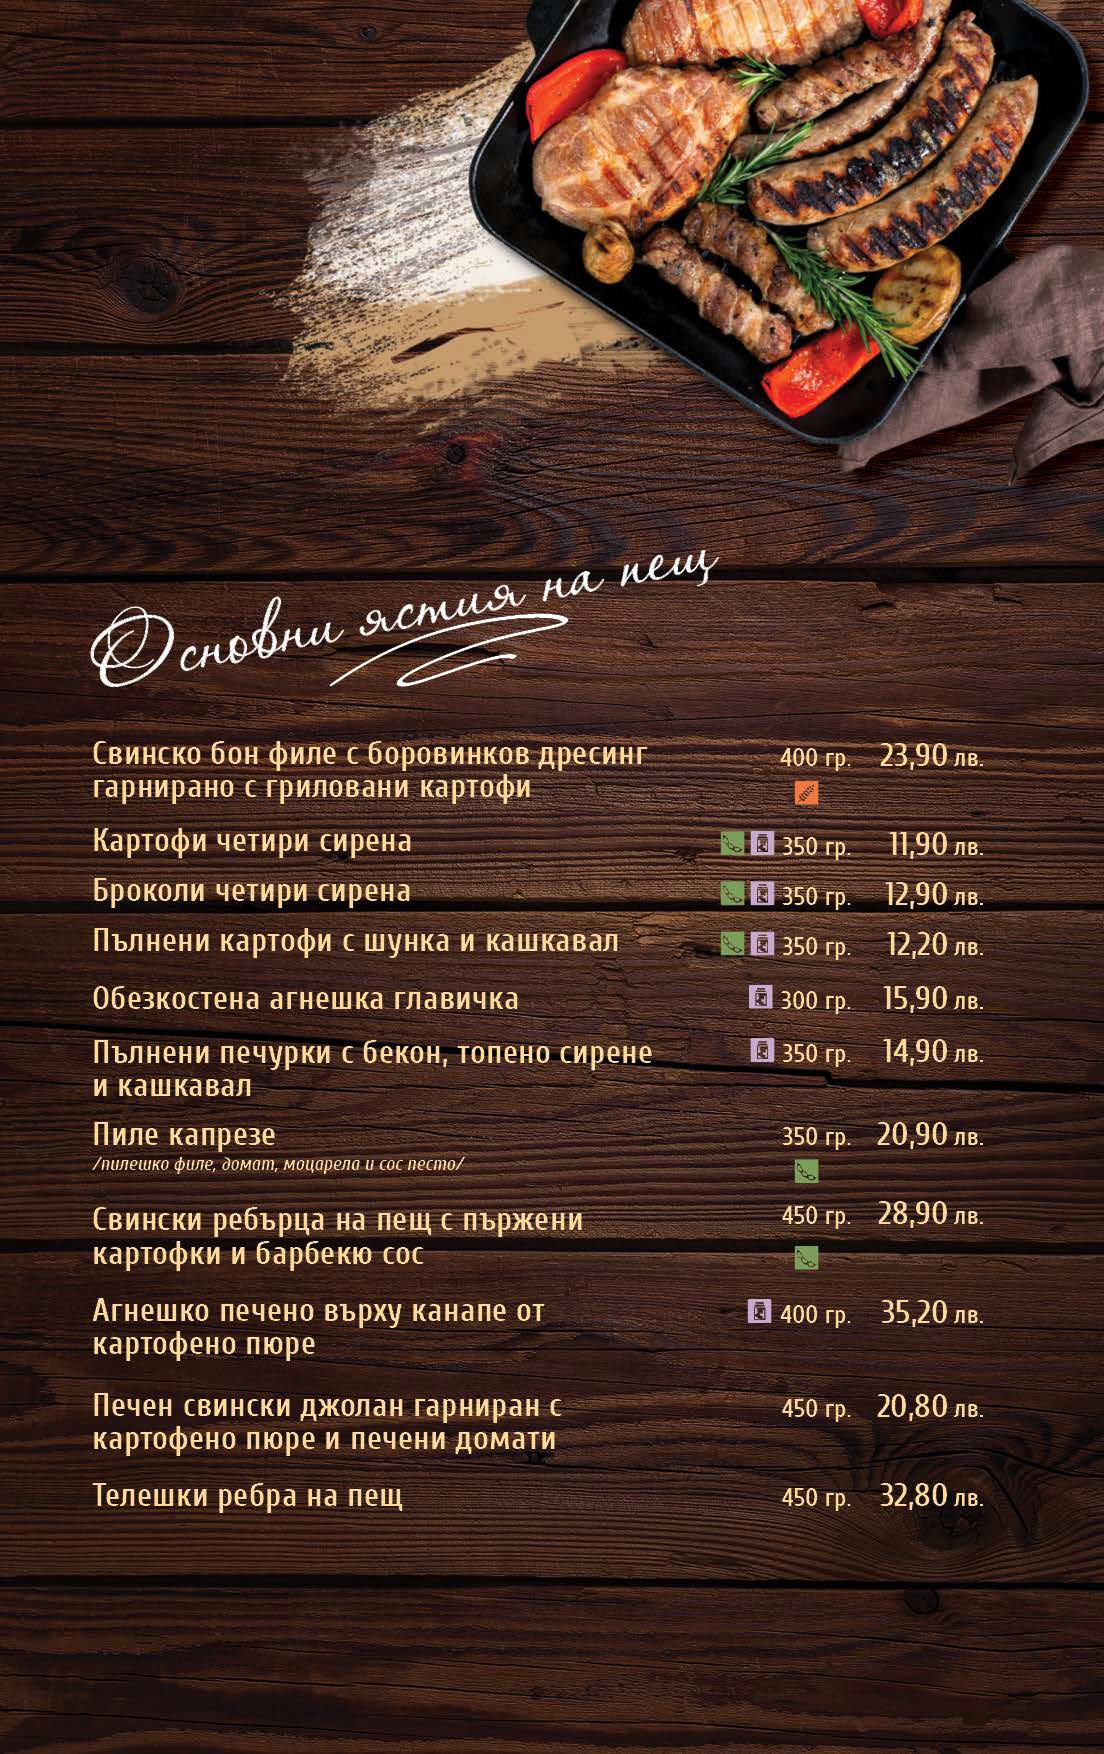 Основни ястия на пещ
Свинско бон филе с боровинков дресинг 400 гр. 23,90 лв.
гарнирано с гриловани картофи
Картофи четири сирена 350 гр. 11,90 лв.
Броколи четири сирена 350 гр. 12,90 лв.
Пълнени картофи с шунка и кашкавал 350 гр. 12,20 лв.
Обезкостена агнешка главичка 300 гр. 15,90 лв.
Пълнени печурки с бекон, топено сирене 350 гр. 14,90 лв.
и кашкавал
Пиле капрезе 350 гр. 20,90 лв.
/пилешко филе, домат, моцарела и сос песто/
Свински ребърца на пещ с пържени 450 гр. 28,90 лв.
картофки и барбекю сос
Агнешко печено върху канапе от 400 гр. 35,20 лв.
картофено пюре
Печен свински джолан гарниран с 450 гр. 20,80 лв.
картофено пюре и печени домати
Телешки ребра на пещ 450 гр. 32,80 лв.